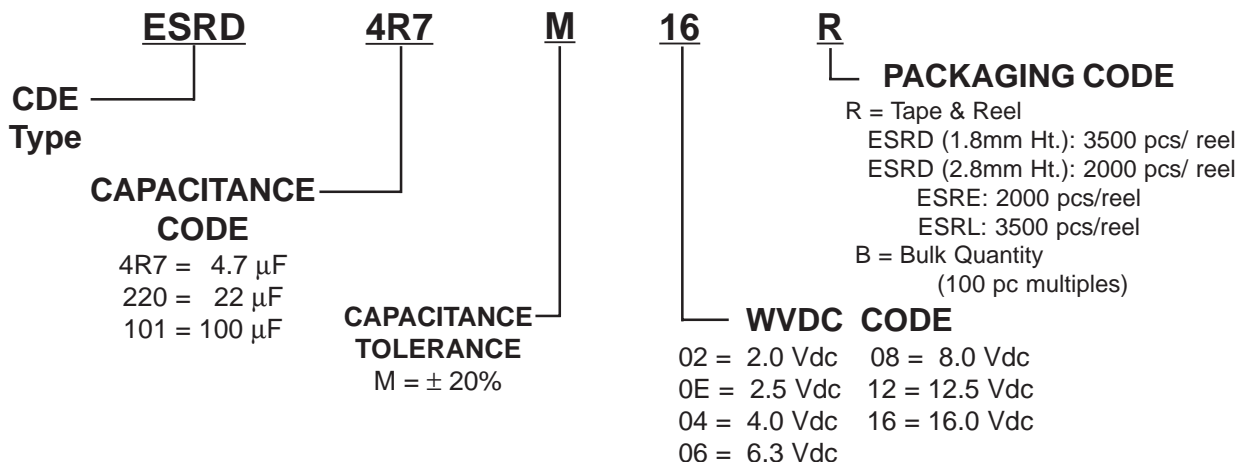 ESRD 4R7 M 16 R
CDE
Type
CAPACITANCE
CODE
4R7 = 4.7 µF
220 = 22 µF
101 = 100 µF
CAPACITANCE
TOLERANCE
M = ± 20%
WVDC CODE
02 = 2.0 Vdc 08 = 8.0 Vdc
0E = 2.5 Vdc 12 = 12.5 Vdc
04 = 4.0 Vdc 16 = 16.0 Vdc
06 = 6.3 Vdc
PACKAGING CODE
R = Tape & Reel
ESRD (1.8mm Ht.): 3500 pcs/ reel
ESRD (2.8mm Ht.): 2000 pcs/ reel
ESRE: 2000 pcs/reel
ESRL: 3500 pcs/reel
B = Bulk Quantity
(100 pc multiples)